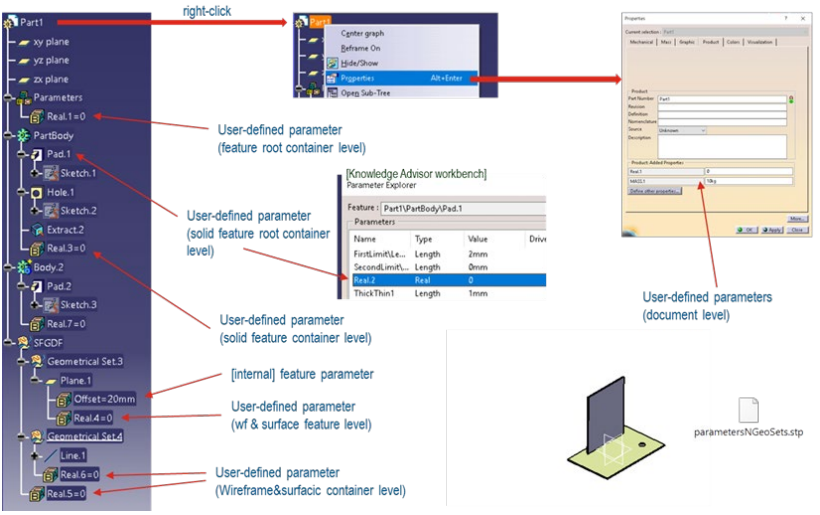 Part1
xy plane
yz plane
zx plane
Parameters
Real.1=0
PartBody
Pad.1
Sketch.1
Hole.1
Sketch.2
Extract.2
Real.3=0
Body.2
Pad.2
Sketch.3
Real.7=0
SFGDF
Geometrical Set.3
Plane.1
Offset=20mm
Real.4=0
Geometrical Set.4
Line.1
Real.6=0
Real.5=0
right-click
Part1
Center graph
Reframe On
Hide/Show
Properties Alt+Enter
Open Sub-Tree
User-defined parameter
(feature root container level)
User-defined parameter
(solid feature root container
level)
User-defined parameter
(solid feature container level)
[internal] feature parameter
User-defined parameter
(wf & surface feature level)
User-defined parameter
(Wireframe&surfacic container level)
[Knowledge Advisor workbench]
Parameter Explorer
Feature : Part1\PartBody\Pad.1
Parameters
Name Type Value Drive
FirstLimit\Le... Length 2mm
SecondLimit\... Length 0mm
Real.2 Real 0
ThickThin1 Length 1mm
Properties ? X
Current selection : Part1
Mechanical Mass Graphic Product Colors Visualization
Product
Part Number Part1
Revision
Definition
Nomenclature
Source Unknown
Description
Product: Added Properties
Real.1 0
MASS.1 10kg
Define other properties...
More...
OK Apply Close
User-defined parameters
(document level)
parametersNGeoSets.stp